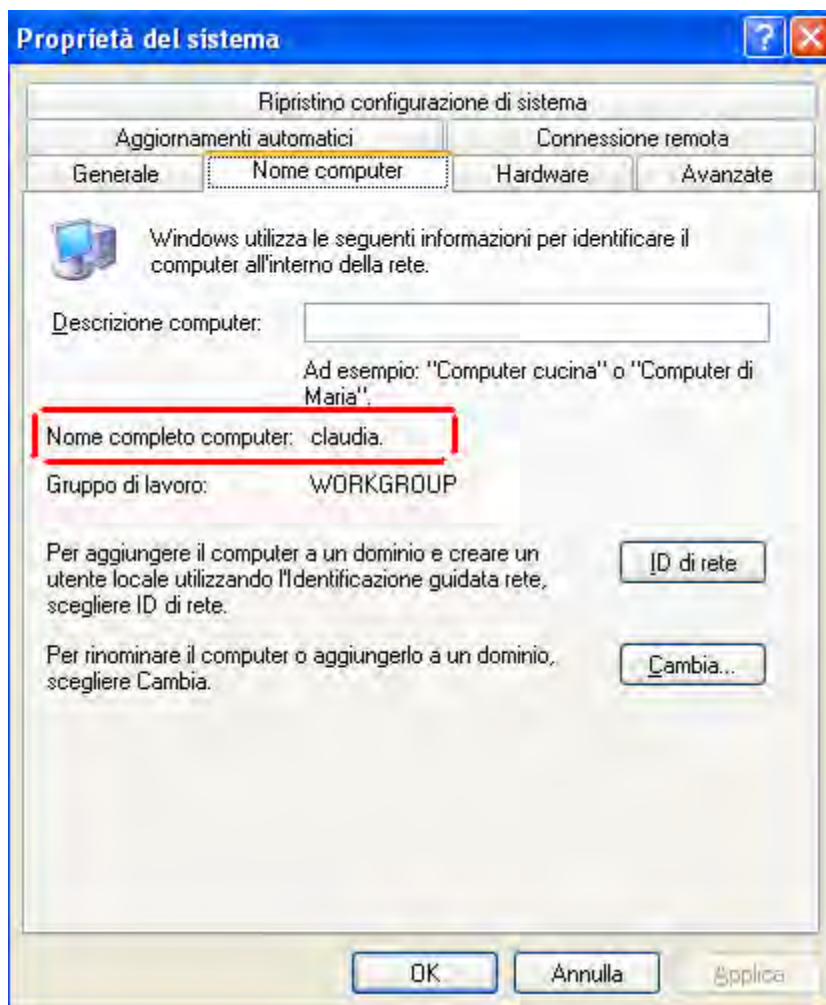 Proprietà del sistema
Ripristino configurazione di sistema
Aggiornamenti automatici Connessione remota
Generale Nome computer Hardware Avanzate
Windows utilizza le seguenti informazioni per identificare il
computer all'interno della rete.
Descrizione computer:
Ad esempio: "Computer cucina" o "Computer di
Maria".
Nome completo computer: claudia.
Gruppo di lavoro: WORKGROUP
Per aggiungere il computer a un dominio e creare un
utente locale utilizzando l'Identificazione guidata rete,
scegliere ID di rete.
ID di rete
Per rinominare il computer o aggiungerlo a un dominio,
scegliere Cambia.
Cambia...
OK Annulla Applica